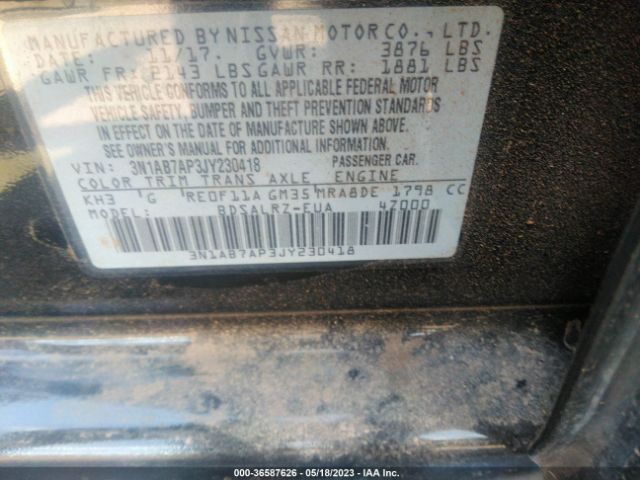 MANUFACTURED BY NISSAN MOTOR CO., LTD.
DATE: 11/17. GVWR: 3876 LBS
GAWR FR: 2143 LBS GAWR RR: 1881 LBS
THIS VEHICLE CONFORMS TO ALL APPLICABLE FEDERAL MOTOR
VEHICLE SAFETY, BUMPER AND THEFT PREVENTION STANDARDS
IN EFFECT ON THE DATE OF MANUFACTURE SHOWN ABOVE.
SEE OWNER'S MANUAL FOR ADDITIONAL INFORMATION
VIN: 3N1AB7AP3JY230418 PASSENGER CAR.
COLOR TRIM TRANS AXLE ENGINE
KH3 G RE0F11A GM35 MRA8DE 1798 CC
MODEL: BDSALRZ-EUA 4Z000
3N1AB7AP3JY230418
000-36587626 - 05/18/2023 - IAA Inc.